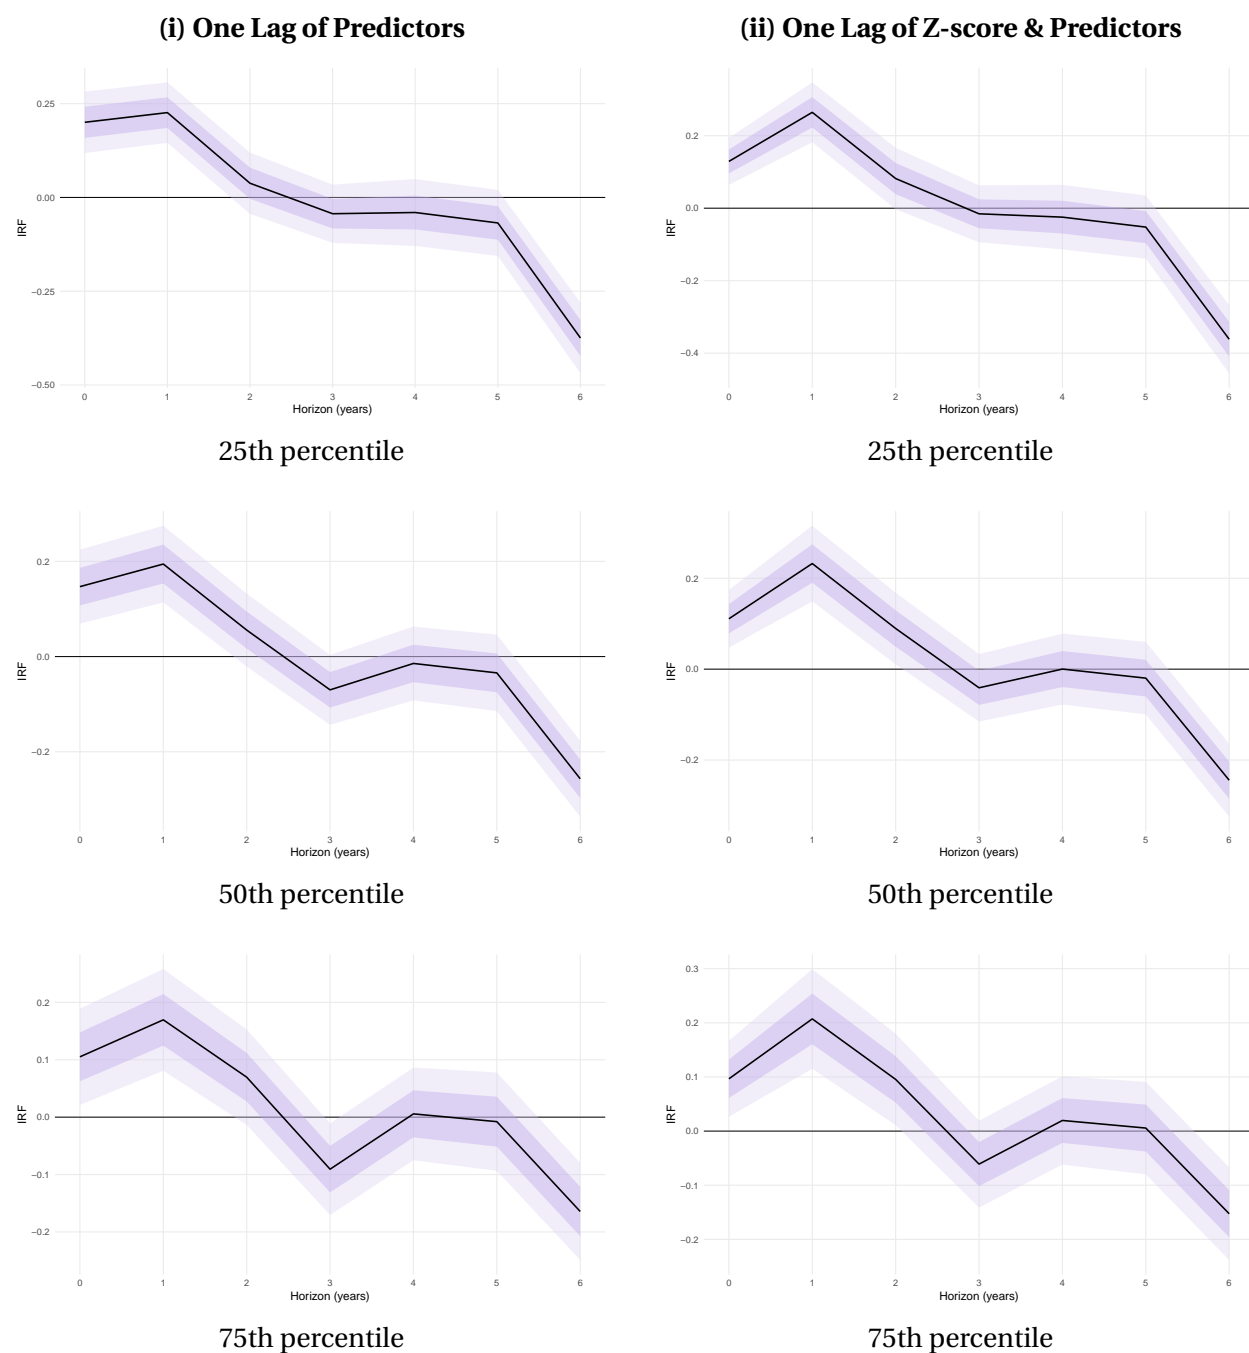 (i) One Lag of Predictors
0.25
0.00
−0.25
−0.50
IRF
0 1 2 3 4 5 6
Horizon (years)
25th percentile
(ii) One Lag of Z-score & Predictors
0.2
0.0
−0.2
−0.4
IRF
0 1 2 3 4 5 6
Horizon (years)
25th percentile
0.2
0.0
−0.2
IRF
0 1 2 3 4 5 6
Horizon (years)
50th percentile
0.2
0.0
−0.2
IRF
0 1 2 3 4 5 6
Horizon (years)
50th percentile
0.2
0.1
0.0
−0.1
−0.2
IRF
0 1 2 3 4 5 6
Horizon (years)
75th percentile
0.3
0.2
0.1
0.0
−0.1
−0.2
IRF
0 1 2 3 4 5 6
Horizon (years)
75th percentile